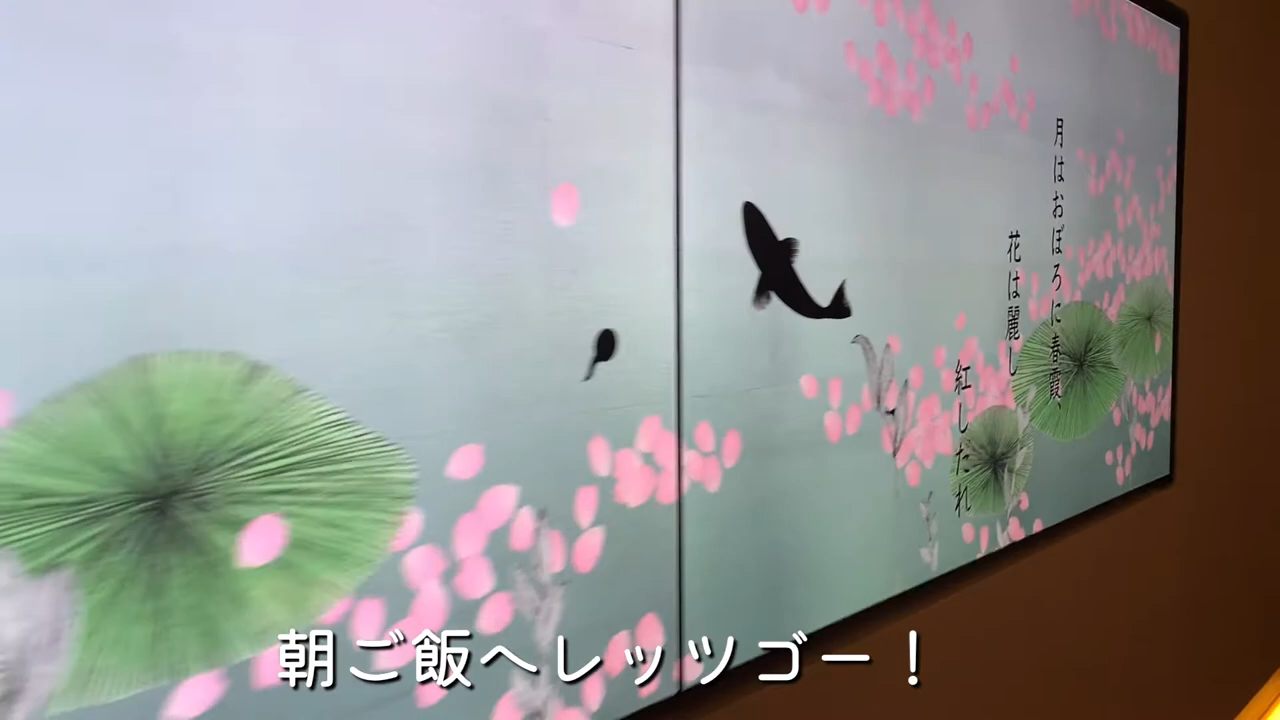 月はおぼろに春霞、
花は麗し
紅しだれ
朝ご飯へレッツゴー！